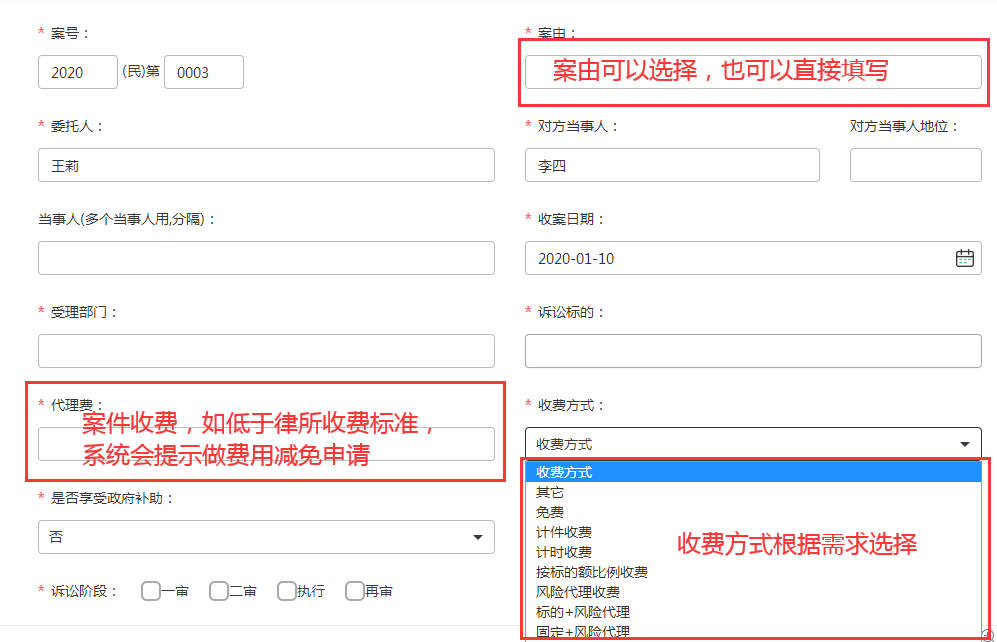 * 案号：
* 案由：
2020 (民)第 0003
案由可以选择，也可以直接填写
* 委托人：
* 对方当事人：
对方当事人地位：
王莉
李四
当事人(多个当事人用,分隔)：
* 收案日期：
2020-01-10
* 受理部门：
* 诉讼标的：
* 代理费：
案件收费，如低于律所收费标准，
系统会提示做费用减免申请
* 收费方式：
收费方式
收费方式
其它
免费
计件收费
计时收费
按标的额比例收费
风险代理收费
标的+风险代理
固定+风险代理
收费方式根据需求选择
* 是否享受政府补助：
否
* 诉讼阶段：
一审
二审
执行
再审